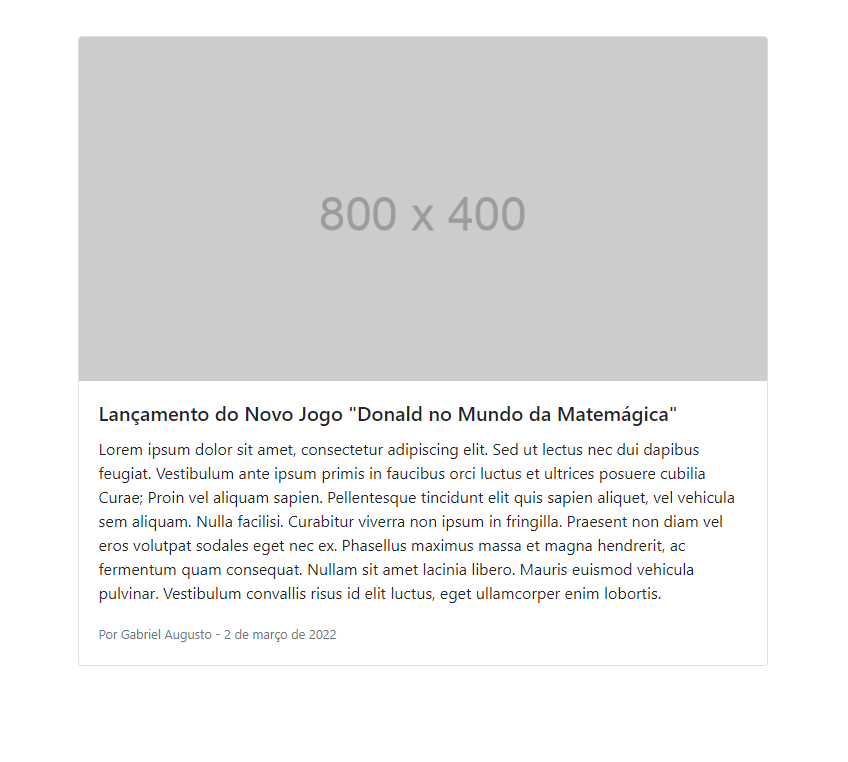 800 x 400
Lançamento do Novo Jogo "Donald no Mundo da Matemágica"
Lorem ipsum dolor sit amet, consectetur adipiscing elit. Sed ut lectus nec dui dapibus
feugiat. Vestibulum ante ipsum primis in faucibus orci luctus et ultrices posuere cubilia
Curae; Proin vel aliquam sapien. Pellentesque tincidunt elit quis sapien aliquet, vel vehicula
sem aliquam. Nulla facilisi. Curabitur viverra non ipsum in fringilla. Praesent non diam vel
eros volutpat sodales eget nec ex. Phasellus maximus massa et magna hendrerit, ac
fermentum quam consequat. Nullam sit amet lacinia libero. Mauris euismod vehicula
pulvinar. Vestibulum convallis risus id elit luctus, eget ullamcorper enim lobortis.
Por Gabriel Augusto - 2 de março de 2022